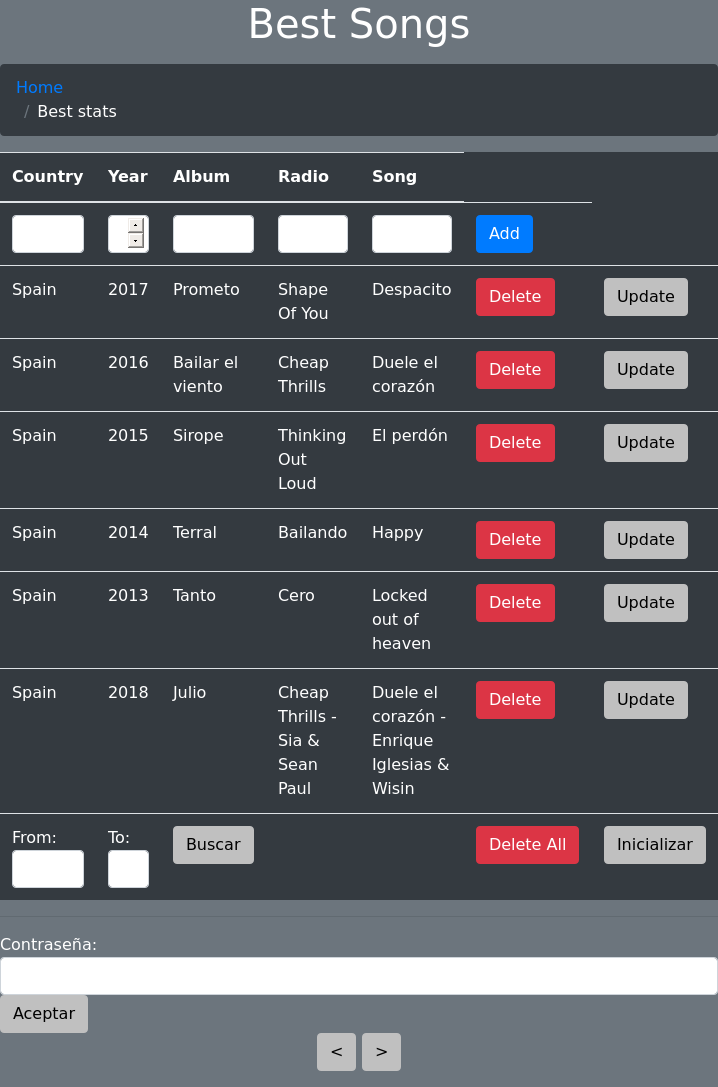 Best Songs
Home
/ Best stats
Country Year Album Radio Song
Add
Spain 2017 Prometo Shape Despacito Delete Update
Of You
Spain 2016 Bailar el Cheap Duele el Delete Update
viento Thrills corazón
Spain 2015 Sirope Thinking El perdón Delete Update
Out
Loud
Spain 2014 Terral Bailando Happy Delete Update
Spain 2013 Tanto Cero Locked Delete Update
out of
heaven
Spain 2018 Julio Cheap Duele el Delete Update
Thrills - corazón -
Sia & Enrique
Sean Iglesias &
Paul Wisin
From: To: Buscar Delete All Inicializar
Contraseña:
Aceptar
< >